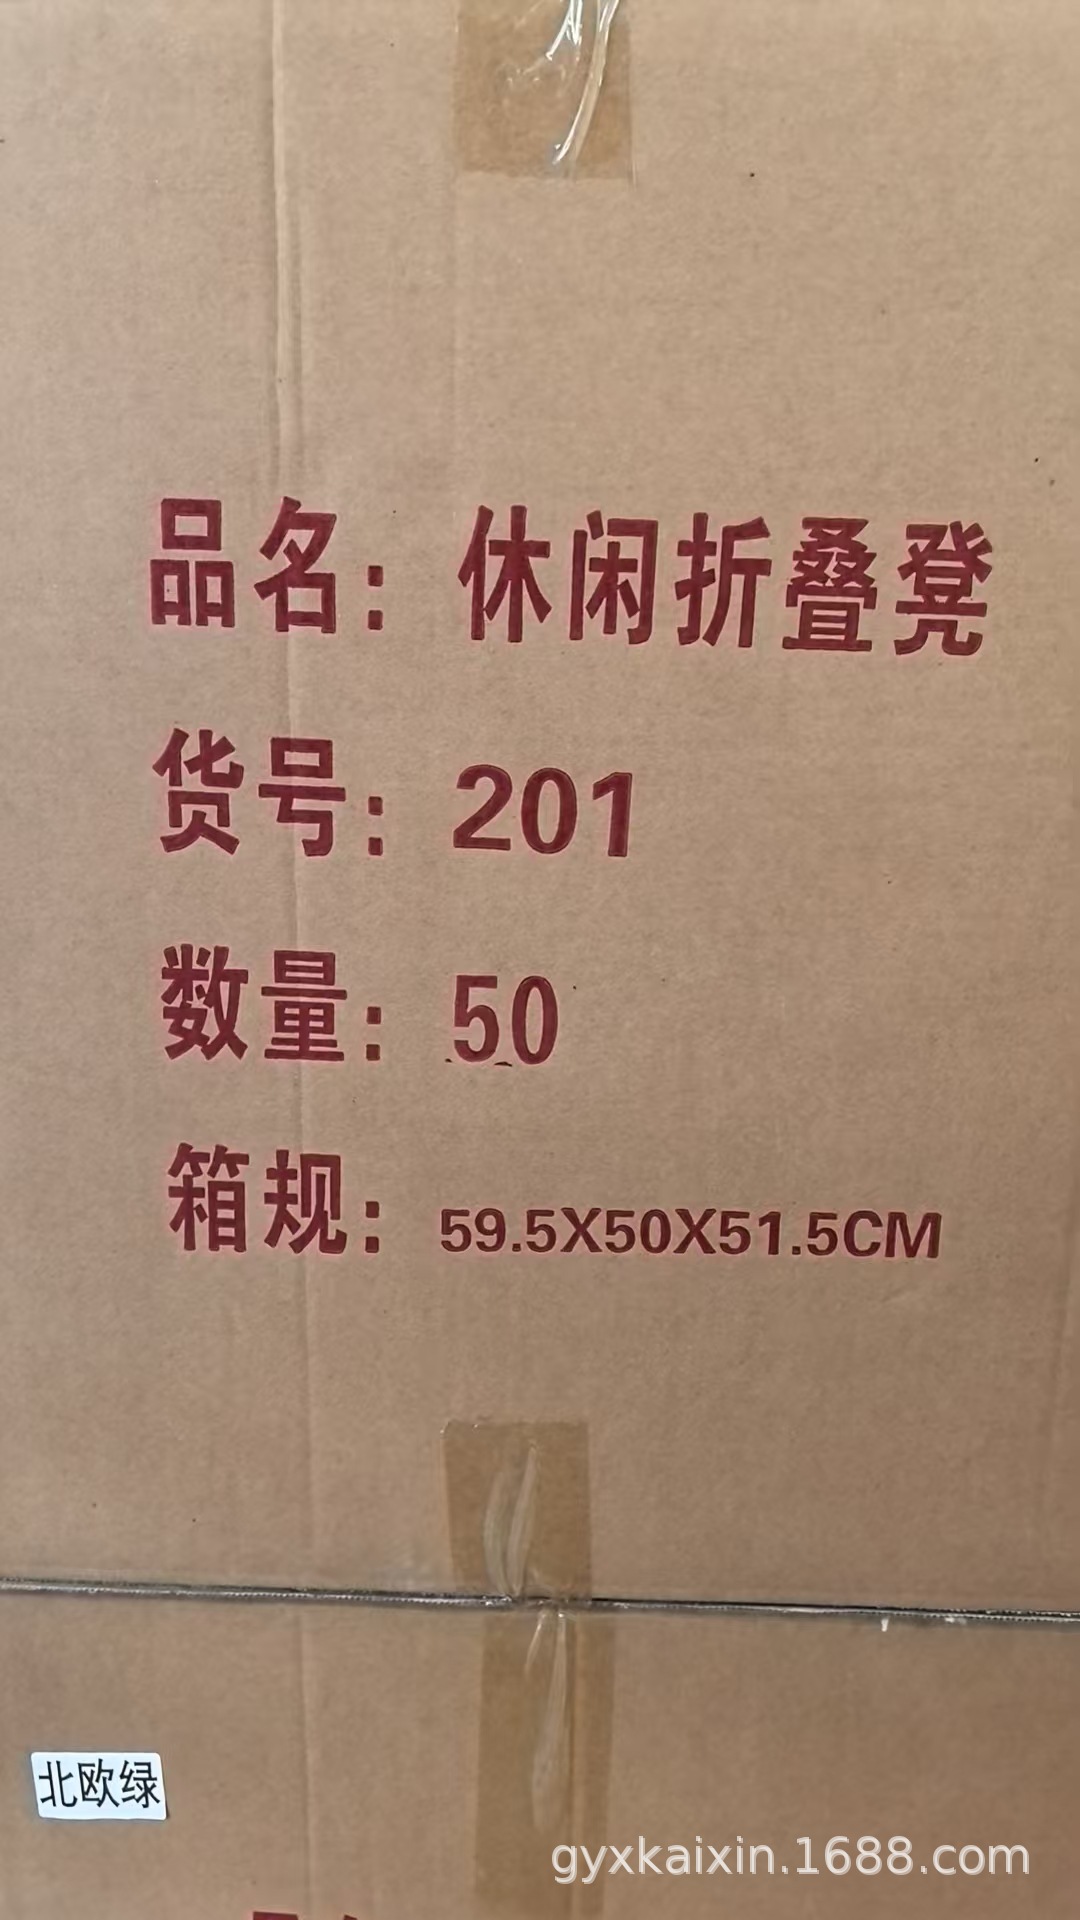 品名：休闲折叠凳
货号：201
数量：50
箱规：59.5X50X51.5CM
北欧绿
gyxkaixin.1688.com